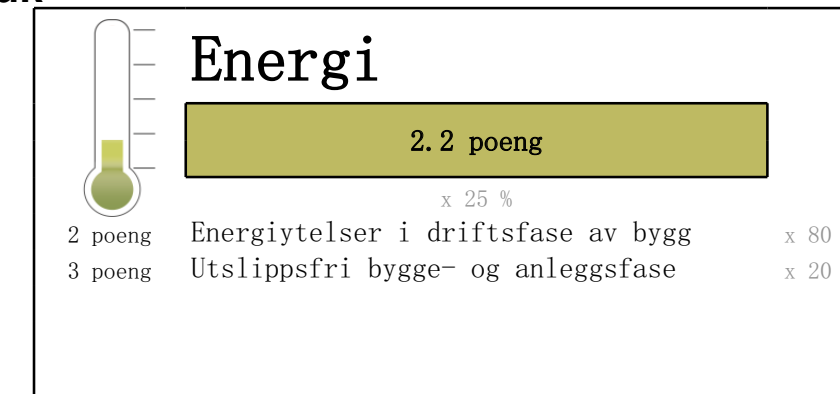 Energi
2.2 poeng
x 25 %
2 poeng Energiytelser i driftsfase av bygg x 80
3 poeng Utslippsfri bygge- og anleggsfase x 20